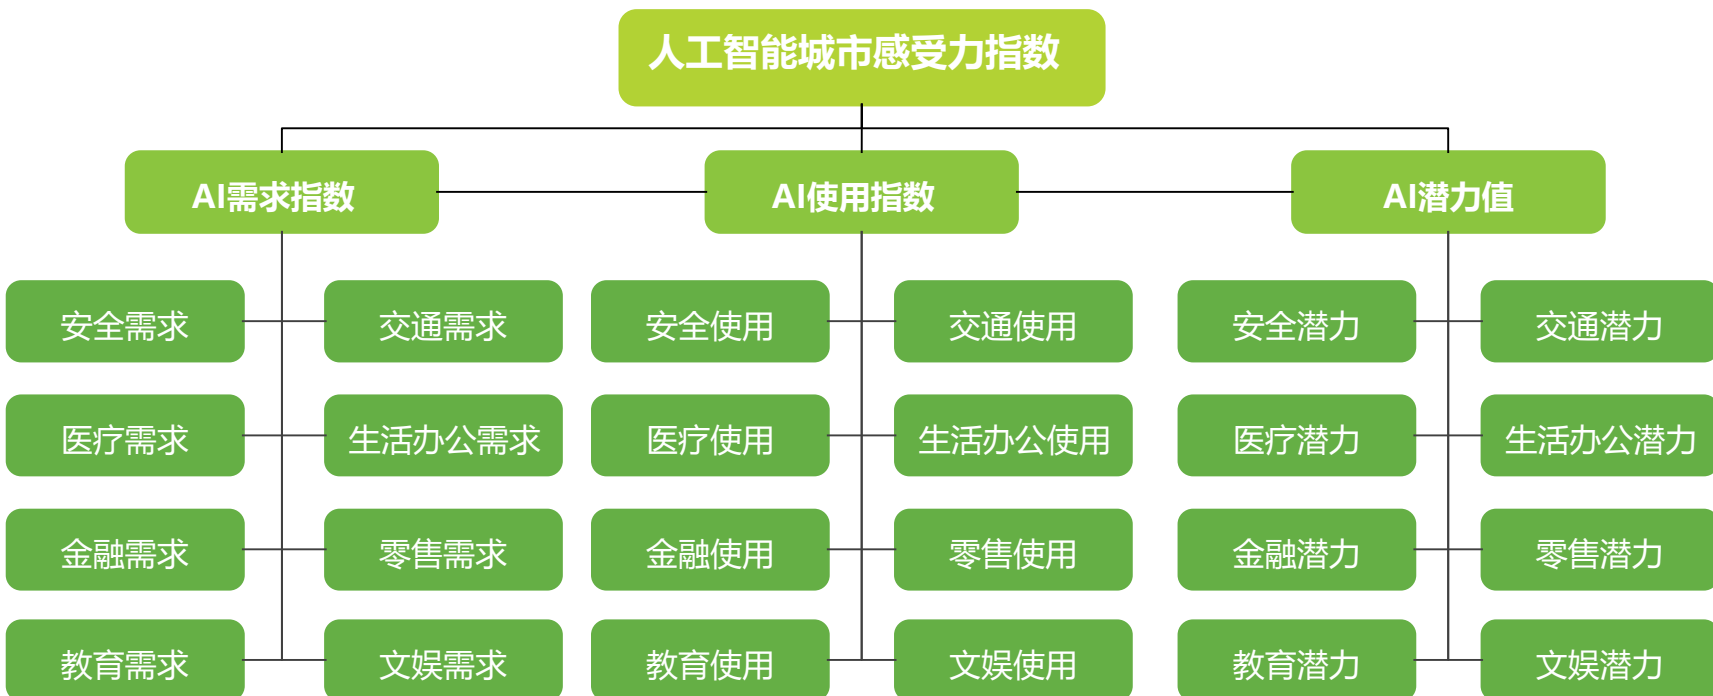 人工智能城市感受力指数
AI需求指数
AI使用指数
AI潜力值
安全需求
交通需求
安全使用
交通使用
安全潜力
交通潜力
医疗需求
生活办公需求
医疗使用
生活办公使用
医疗潜力
生活办公潜力
金融需求
零售需求
金融使用
零售使用
金融潜力
零售潜力
教育需求
文娱需求
教育使用
文娱使用
教育潜力
文娱潜力